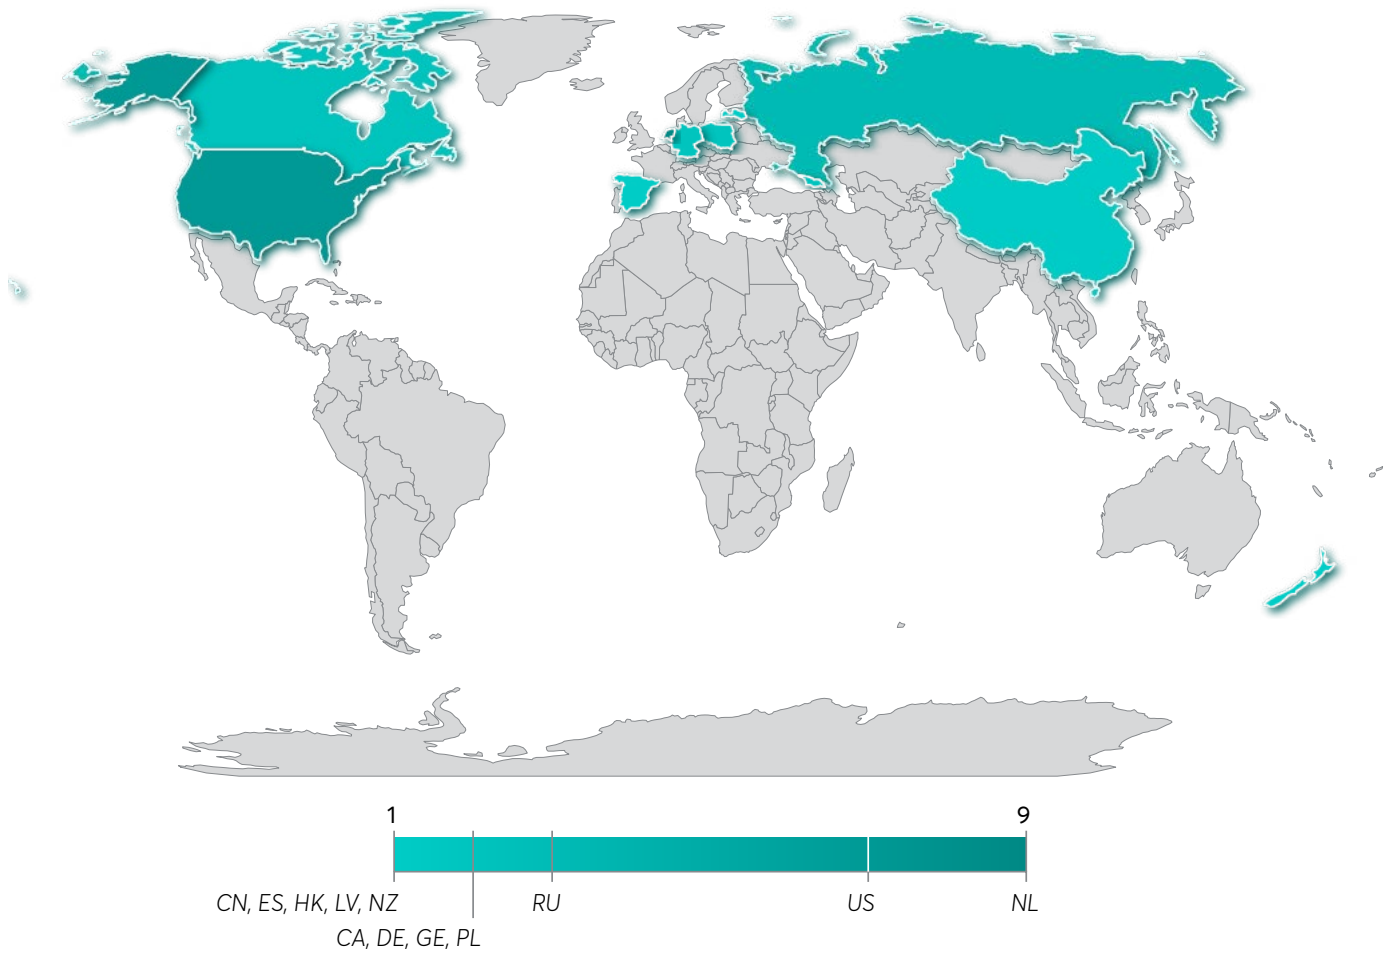 1 9
CN, ES, HK, LV, NZ RU US NL
CA, DE, GE, PL